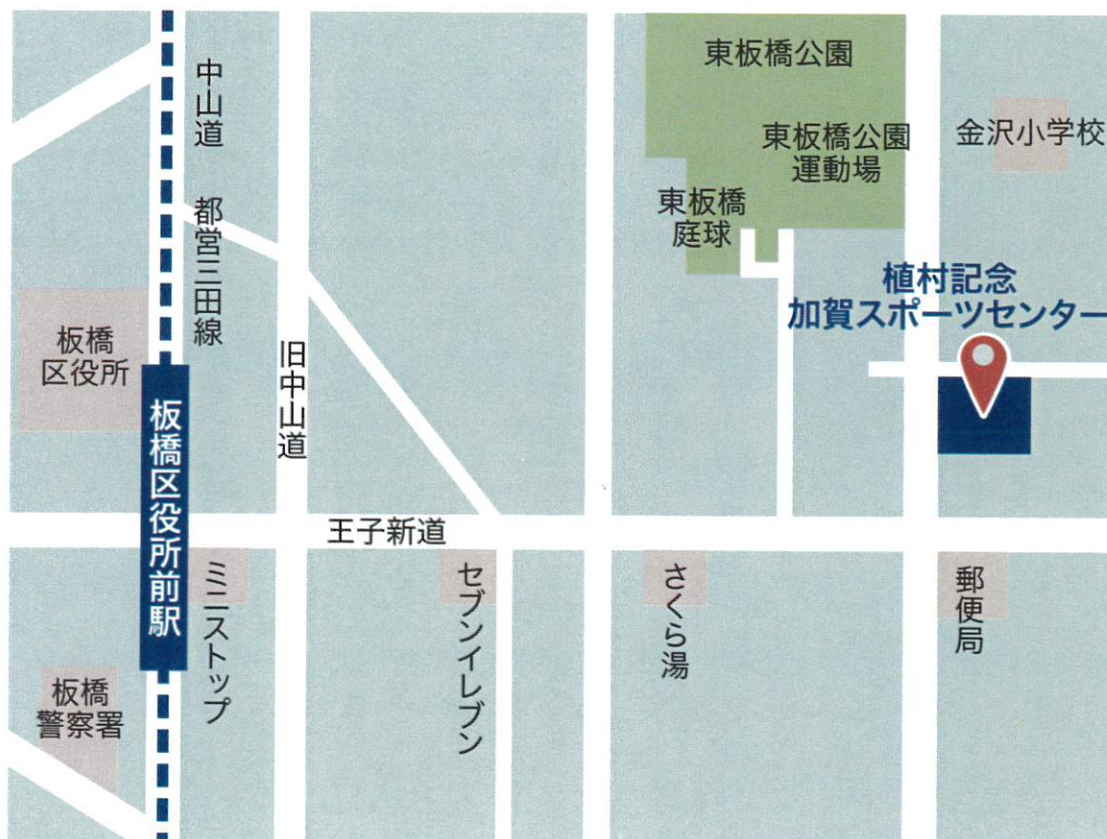 中山道
都営三田線
旧中山道
東板橋公園
東板橋公園
運動場
東板橋
庭球
金沢小学校
植村記念
加賀スポーツセンター
板橋
区役所
板橋区役所前駅
王子新道
ミニストップ
セブンイレブン
さくら湯
郵便局
板橋
警察署